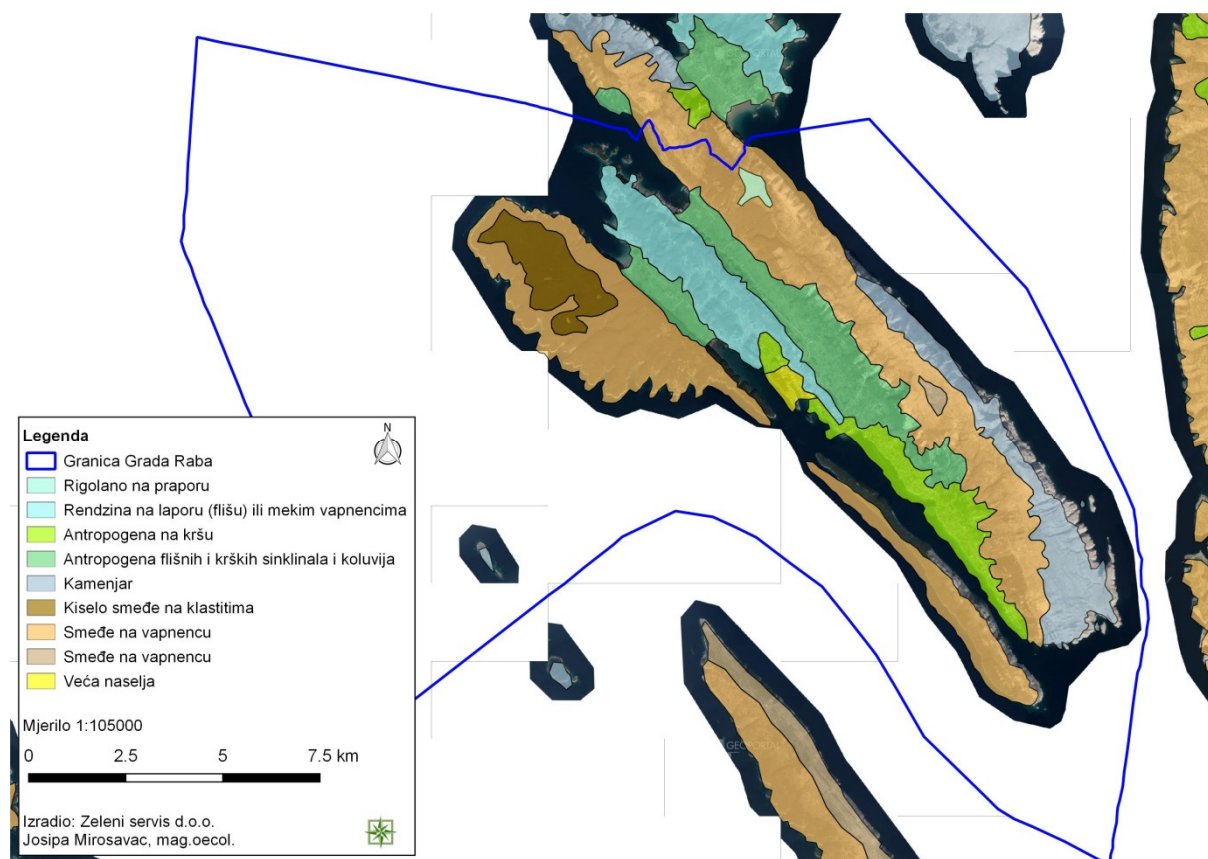 Legenda
N
Granica Grada Raba
Rigolano na praporu
Rendzina na laporu (flišu) ili mekim vapnencima
Antropogena na kršu
Antropogena flišnih i krških sinklinala i koluvija
Kamenjar
Kiselo smeđe na klastitima
Smeđe na vapnencu
Smeđe na vapnencu
Veća naselja
Mjerilo 1:105000
0 2.5 5 7.5 km
Izradio: Zeleni servis d.o.o.
Josipa Mirosavac, mag.oecol.